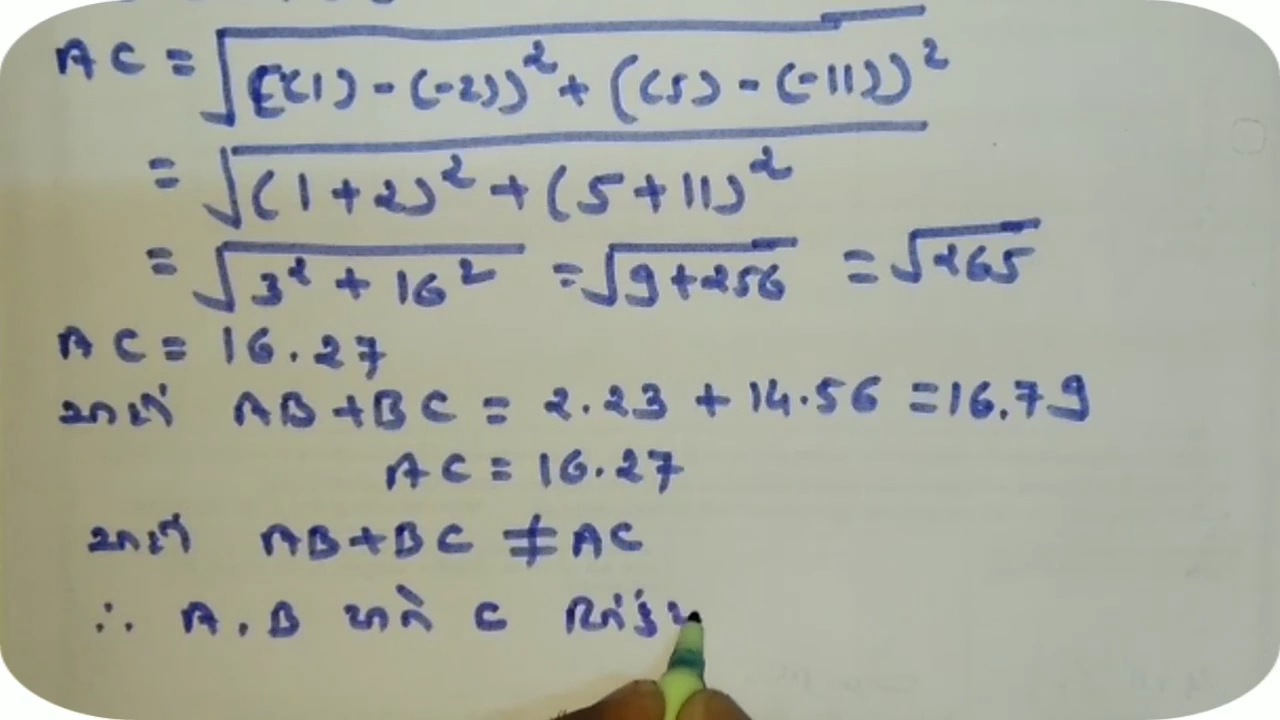 AC = √((1) - (-2))² + ((5) - (-11))²
= √(1+2)² + (5+11)²
= √3² + 16² = √9+256 = √265
AC = 16.27
અહીં AB+BC = 2.23 + 14.56 = 16.79
AC = 16.27
અહીં AB+BC ≠ AC
∴ A, B અને C